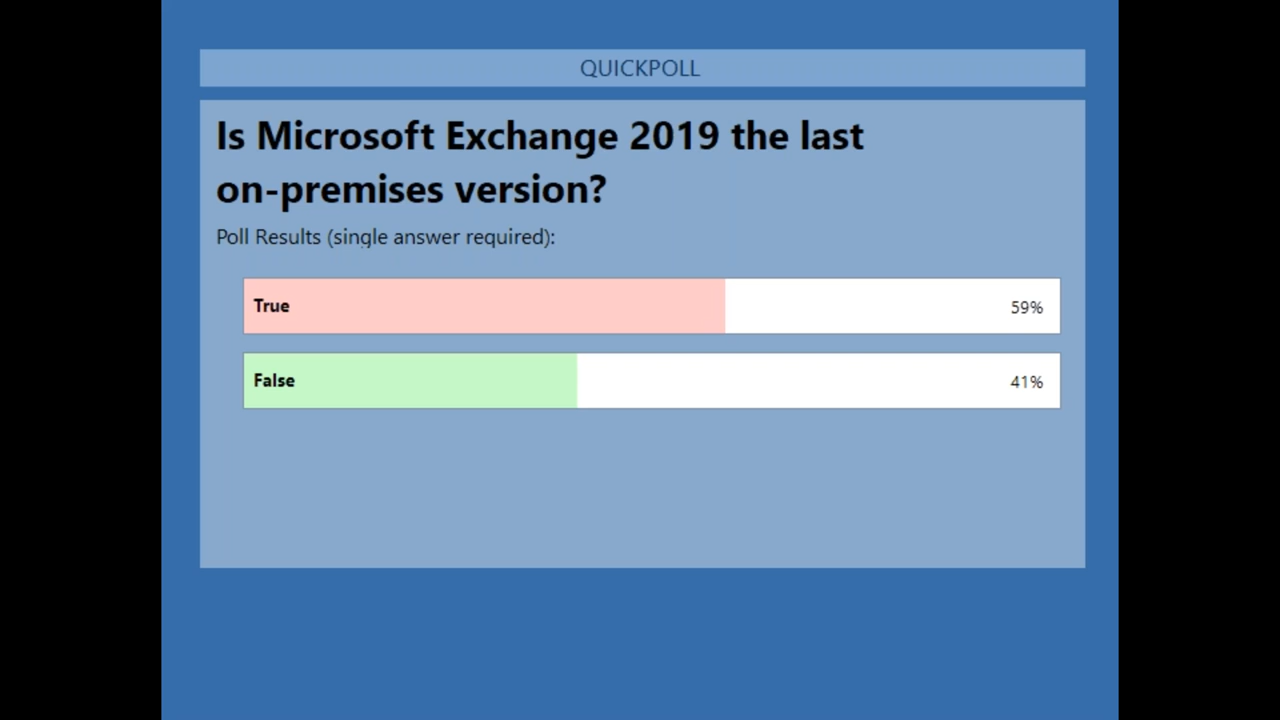 QUICKPOLL
Is Microsoft Exchange 2019 the last
on-premises version?
Poll Results (single answer required):
True 59%
False 41%